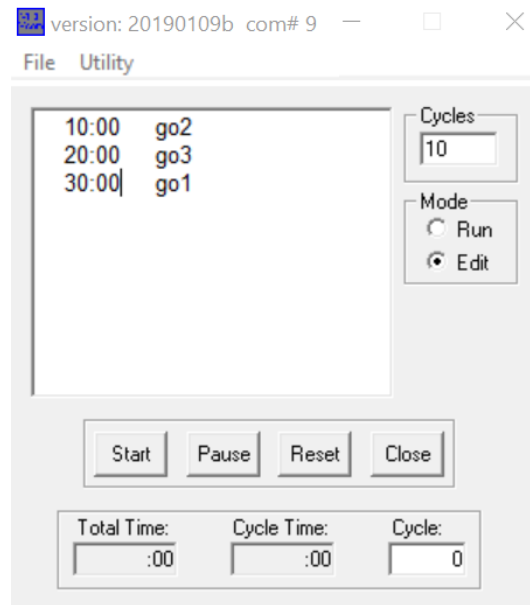 version: 20190109b com# 9
File Utility
10:00 go2
20:00 go3
30:00 go1
Cycles
10
Mode
Run
Edit
Start Pause Reset Close
Total Time: Cycle Time: Cycle:
:00 :00 0